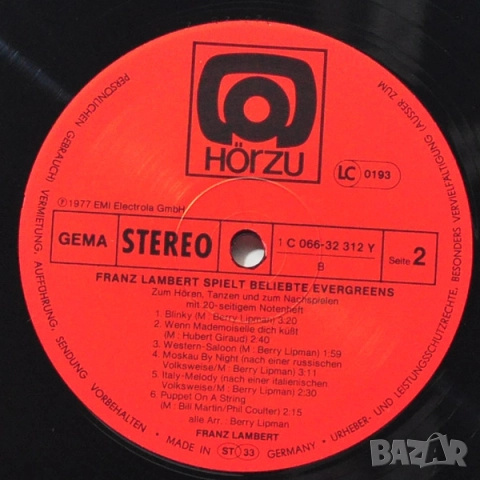 HÖRZU
LC 0193
℗ 1977 EMI Electrola GmbH
GEMA STEREO 1 C 066-32 312 Y
B
Seite 2
FRANZ LAMBERT SPIELT BELIEBTE EVERGREENS
Zum Hören, Tanzen und zum Nachspielen
mit 20-seitigem Notenheft
1. Blinky (M: Berry Lipman) 3:20
2. Wenn Mademoiselle dich küßt
(M: Hubert Giraud) 2:40
3. Western-Saloon (M: Berry Lipman) 1:59
4. Moskau By Night (nach einer russischen
Volksweise/M: Berry Lipman) 3:11
5. Italy-Melody (nach einer italienischen
Volksweise/M: Berry Lipman) 2:45
6. Puppet On A String
(M: Bill Martin/Phil Coulter) 2:15
alle Arr.: Berry Lipman
FRANZ LAMBERT
MADE IN ST 33 GERMANY · URHEBER- UND LEISTUNGSSCHUTZRECHTE, BESONDERS VERVIELFÄLTIGUNG (AUSSER ZUM PERSÖNLICHEN GEBRAUCH) VERMIETUNG, AUFFÜHRUNG, SENDUNG VORBEHALTEN ·
BAZAR